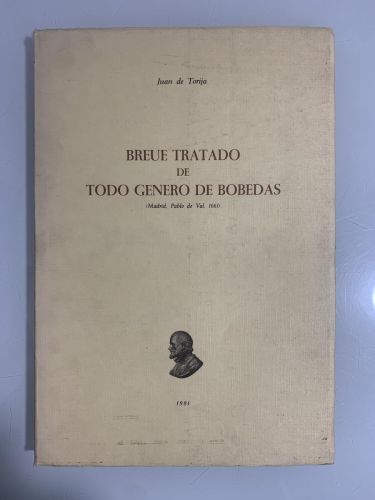 Juan de Torija
BREUE TRATADO
DE
TODO GENERO DE BOBEDAS
(Madrid, Pablo de Val, 1661)
1981